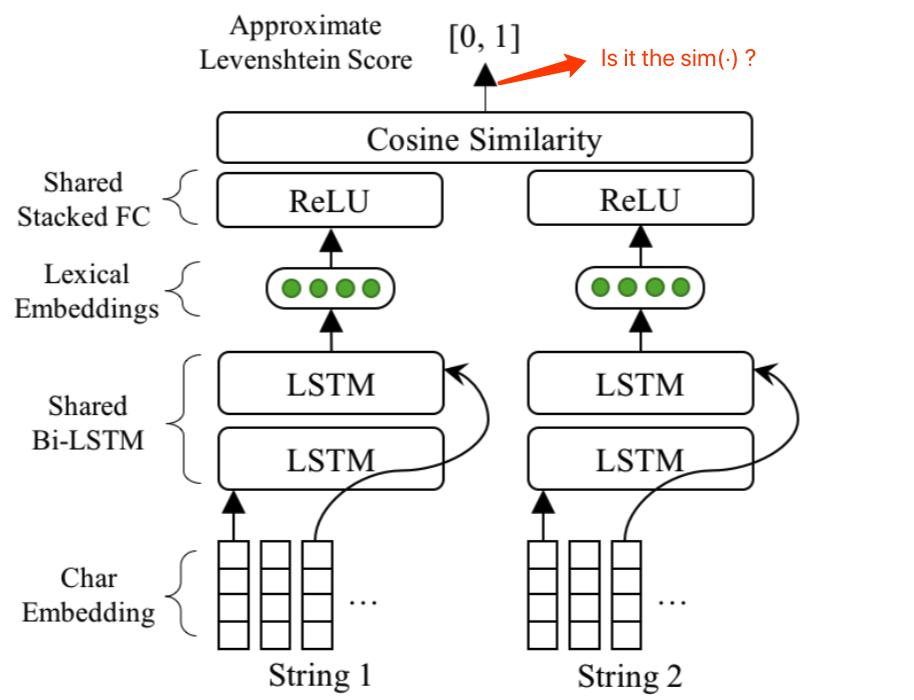 Approximate
Levenshtein Score
[0, 1]
Is it the sim(·) ?
Cosine Similarity
Shared
Stacked FC
ReLU
ReLU
Lexical
Embeddings
LSTM
LSTM
Shared
Bi-LSTM
LSTM
LSTM
Char
Embedding
...
...
String 1
String 2